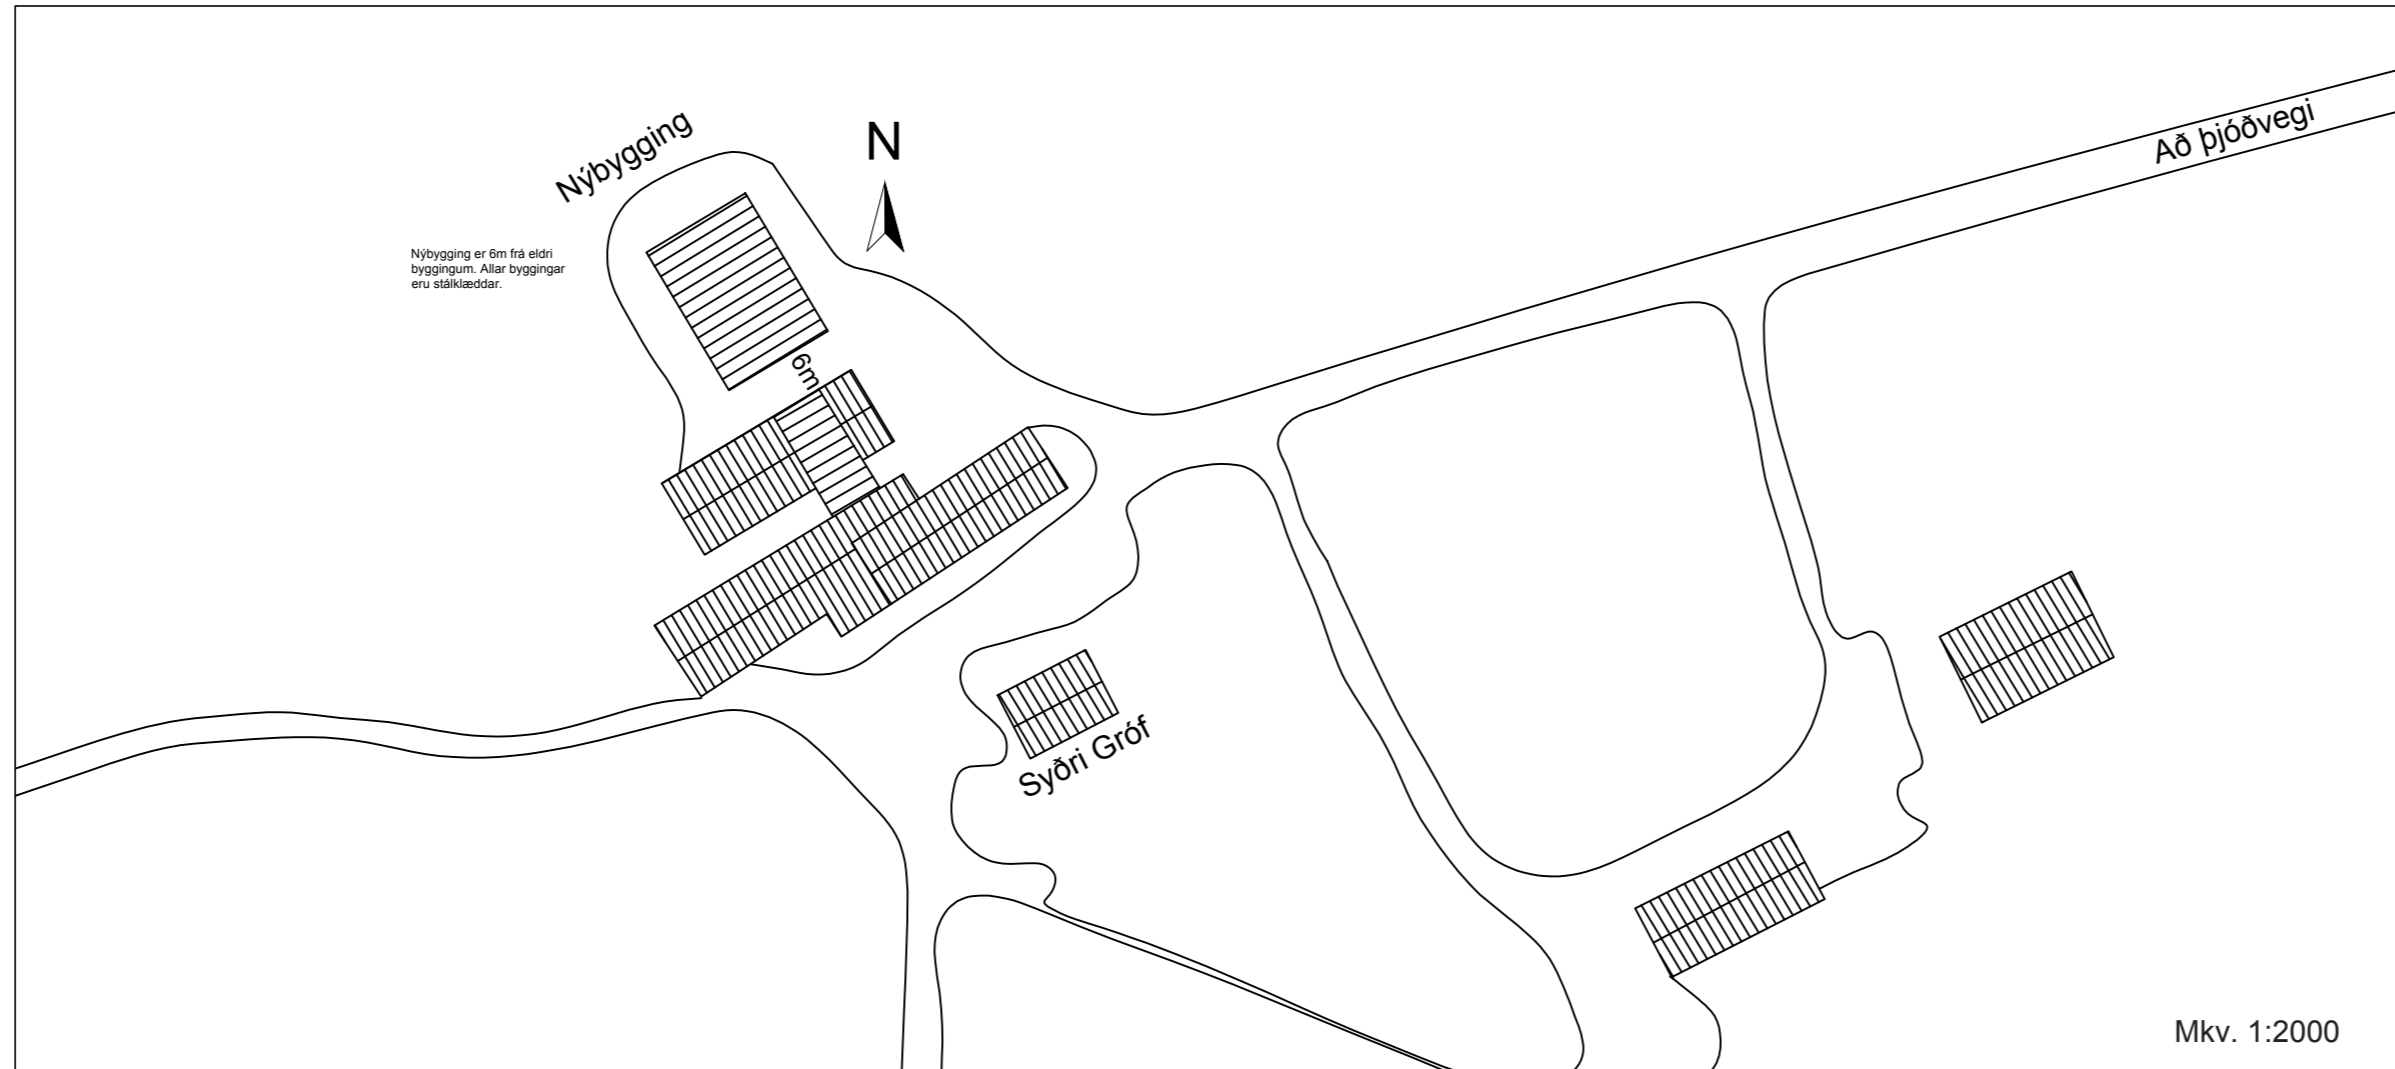 Nýbygging
N
Að þjóðvegi
Nýbygging er 6m frá eldri
byggingum. Allar byggingar
eru stálklæddar.
6m
Syðri Gróf
Mkv. 1:2000